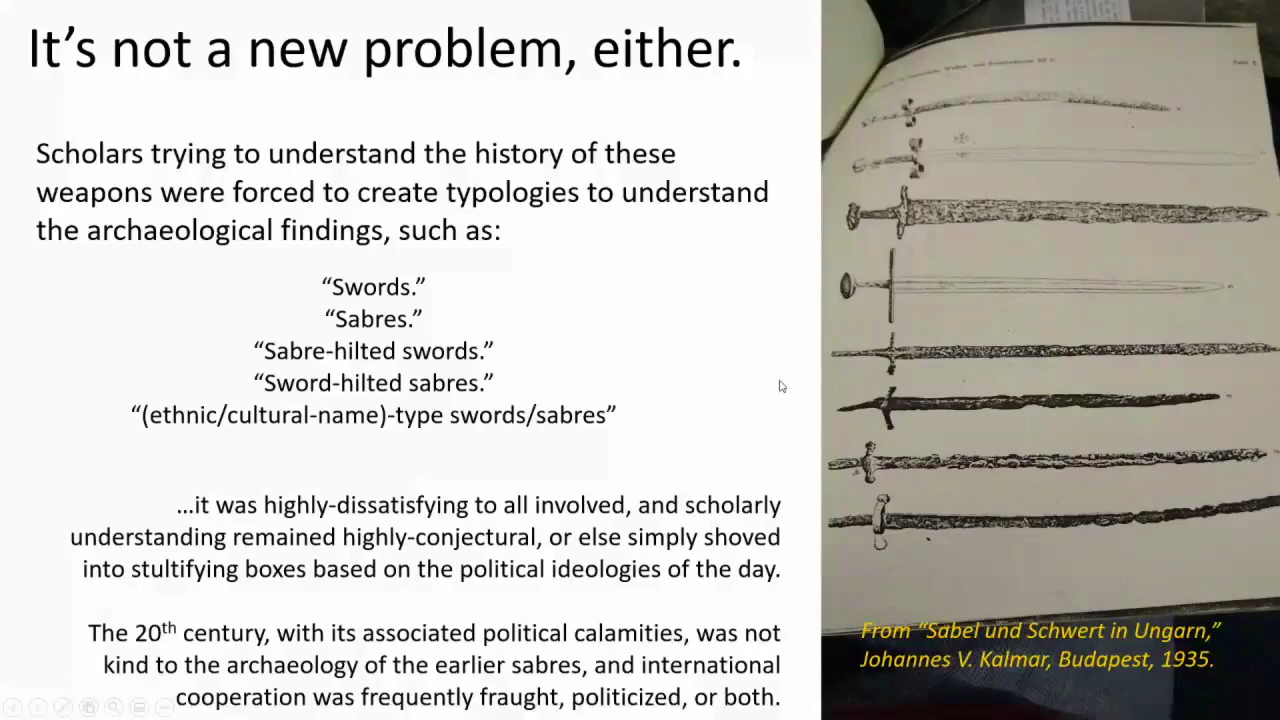 It’s not a new problem, either.
Scholars trying to understand the history of these
weapons were forced to create typologies to understand
the archaeological findings, such as:
“Swords.”
“Sabres.”
“Sabre-hilted swords.”
“Sword-hilted sabres.”
“(ethnic/cultural-name)-type swords/sabres”
...it was highly-dissatisfying to all involved, and scholarly
understanding remained highly-conjectural, or else simply shoved
into stultifying boxes based on the political ideologies of the day.
The 20th century, with its associated political calamities, was not
kind to the archaeology of the earlier sabres, and international
cooperation was frequently fraught, politicized, or both.
From “Sabel und Schwert in Ungarn,”
Johannes V. Kalmar, Budapest, 1935.